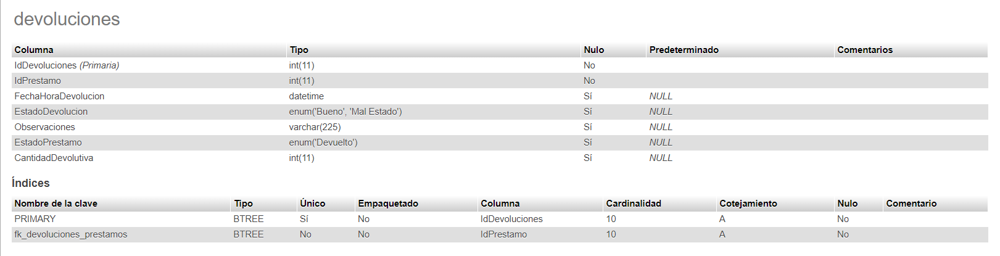 devoluciones
Columna Tipo Nulo Predeterminado Comentarios
IdDevoluciones (Primaria) int(11) No
IdPrestamo int(11) No
FechaHoraDevolucion datetime Sí NULL
EstadoDevolucion enum('Bueno', 'Mal Estado') Sí NULL
Observaciones varchar(225) Sí NULL
EstadoPrestamo enum('Devuelto') Sí NULL
CantidadDevolutiva int(11) Sí NULL
Índices
Nombre de la clave Tipo Único Empaquetado Columna Cardinalidad Cotejamiento Nulo Comentario
PRIMARY BTREE Sí No IdDevoluciones 10 A No
fk_devoluciones_prestamos BTREE No No IdPrestamo 10 A No